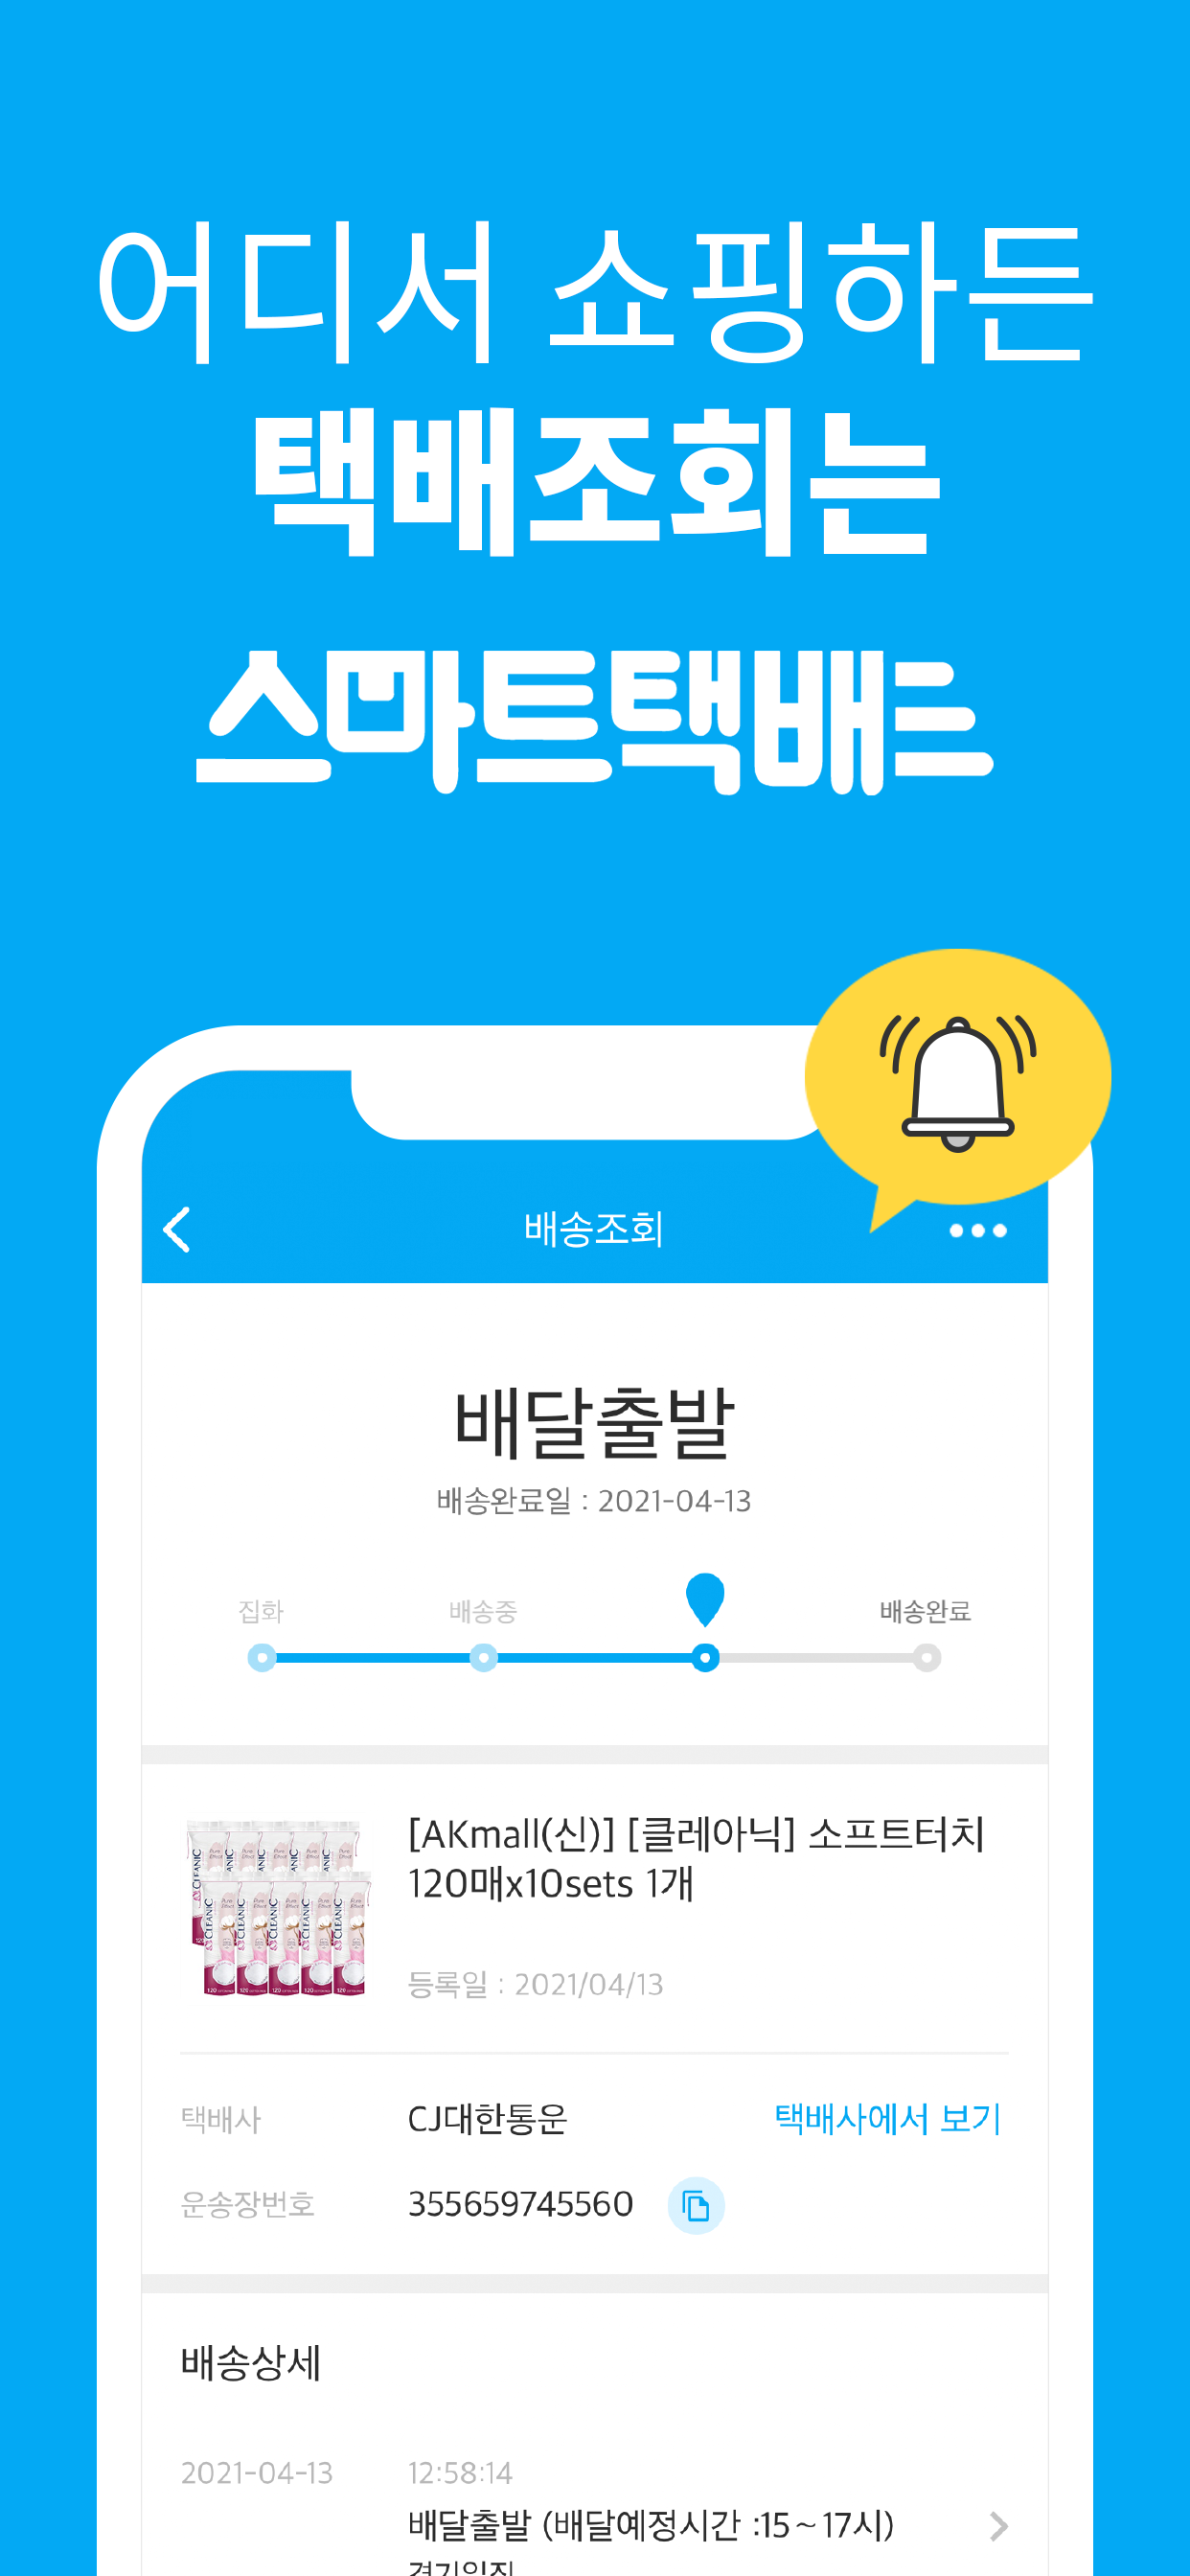 어디서 쇼핑하든
택배조회는
스마트택배
배송조회
배달출발
배송완료일 : 2021-04-13
집화
배송중
배송완료
[AKmall(신)] [클레아닉] 소프트터치
120매x10sets 1개
등록일 : 2021/04/13
택배사
CJ대한통운
택배사에서 보기
운송장번호
355659745560
배송상세
2021-04-13
12:58:14
배달출발 (배달예정시간 :15~17시)